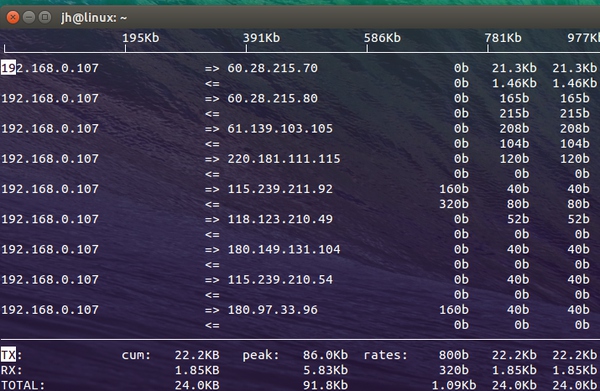 jh@linux: ~
195Kb 391Kb 586Kb 781Kb 977Kb
192.168.0.107 => 60.28.215.70 0b 21.3Kb 21.3Kb
<= 0b 1.46Kb 1.46Kb
192.168.0.107 => 60.28.215.80 0b 165b 165b
<= 0b 215b 215b
192.168.0.107 => 61.139.103.105 0b 208b 208b
<= 0b 104b 104b
192.168.0.107 => 220.181.111.115 0b 120b 120b
<= 0b 0b 0b
192.168.0.107 => 115.239.211.92 160b 40b 40b
<= 320b 80b 80b
192.168.0.107 => 118.123.210.49 0b 52b 52b
<= 0b 0b 0b
192.168.0.107 => 180.149.131.104 0b 40b 40b
<= 0b 0b 0b
192.168.0.107 => 115.239.210.54 0b 40b 40b
<= 0b 0b 0b
192.168.0.107 => 180.97.33.96 160b 40b 40b
<= 0b 0b 0b
TX: cum: 22.2KB peak: 86.0Kb rates: 800b 22.2Kb 22.2Kb
RX: 1.85KB 5.83Kb 320b 1.85Kb 1.85Kb
TOTAL: 24.0KB 91.8Kb 1.09Kb 24.0Kb 24.0Kb